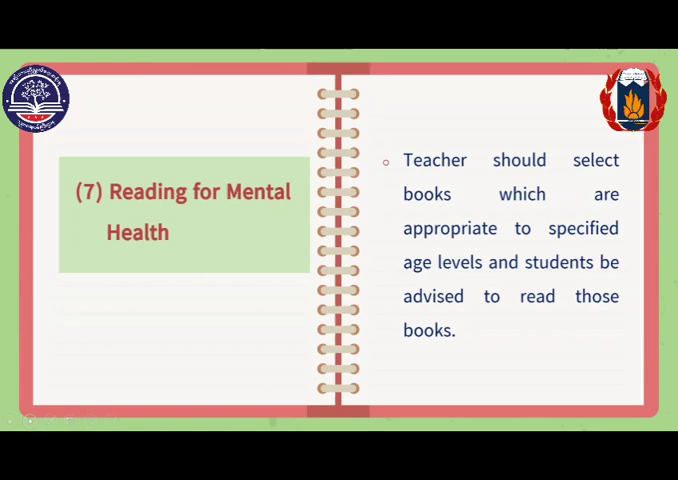 (7) Reading for Mental
Health
Teacher should select
books which are
appropriate to specified
age levels and students be
advised to read those
books.